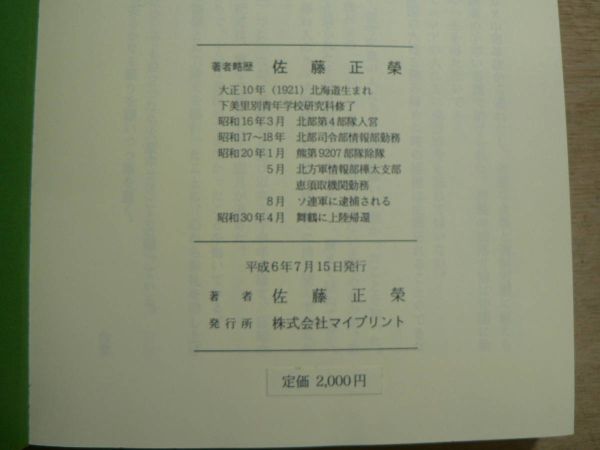 著者略歴 佐藤正榮
大正10年（1921）北海道生まれ
下美里別青年学校研究科修了
昭和16年3月 北部第4部隊入営
昭和17〜18年 北部司令部情報部勤務
昭和20年1月 熊第9207部隊除隊
5月 北方軍情報部樺太支部
恵須取機関勤務
8月 ソ連軍に逮捕される
昭和30年4月 舞鶴に上陸帰還
平成6年7月15日発行
著者 佐藤正榮
発行所 株式会社マイプリント
定価 2,000円